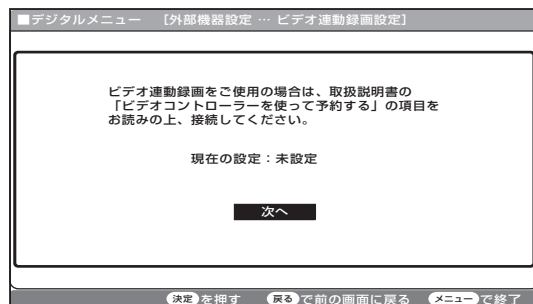 ■デジタルメニュー　[外部機器設定 … ビデオ連動録画設定]
ビデオ連動録画をご使用の場合は、取扱説明書の
「ビデオコントローラーを使って予約する」の項目を
お読みの上、接続してください。
現在の設定：未設定
次へ
決定 を押す　戻る で前の画面に戻る　メニュー で終了